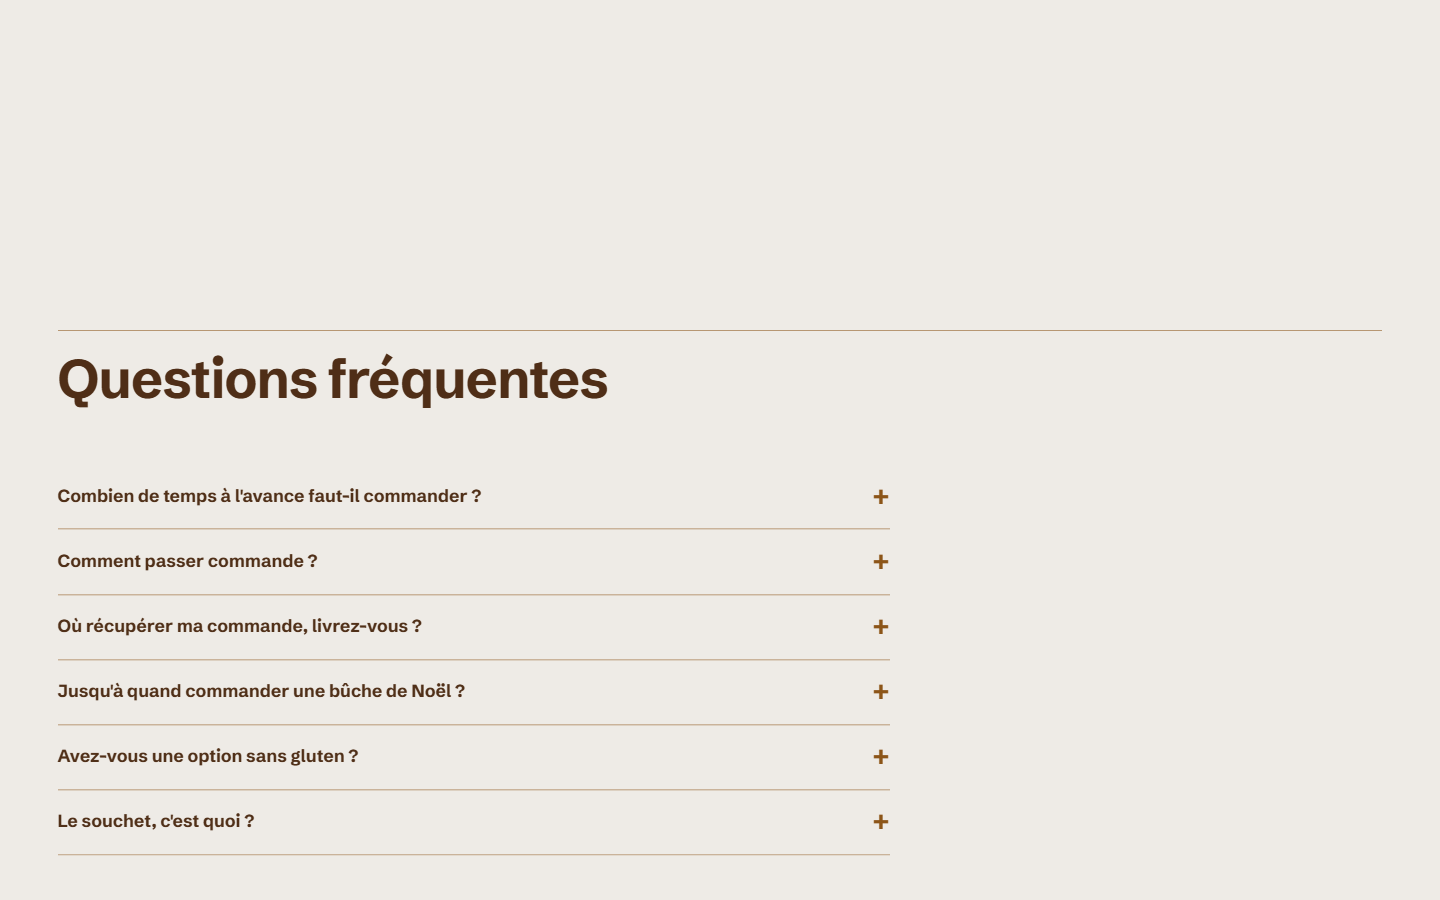 Questions fréquentes
Combien de temps à l'avance faut-il commander ?
+
Comment passer commande ?
+
Où récupérer ma commande, livrez-vous ?
+
Jusqu'à quand commander une bûche de Noël ?
+
Avez-vous une option sans gluten ?
+
Le souchet, c'est quoi ?
+